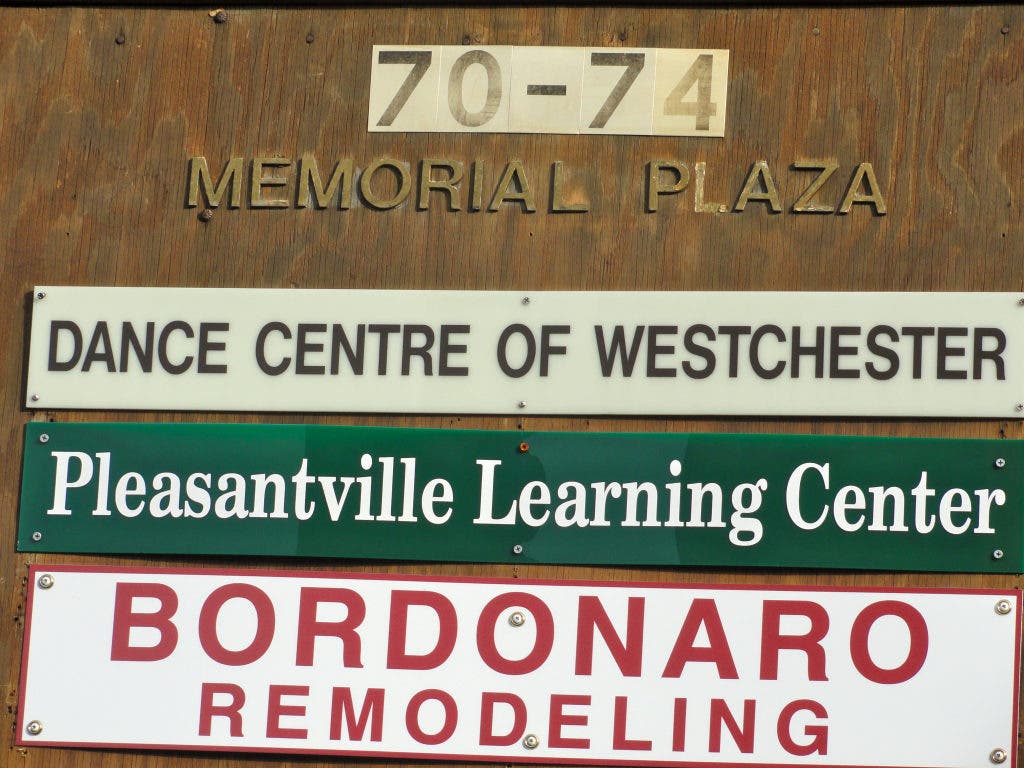 70-74
MEMORIAL PLAZA
DANCE CENTRE OF WESTCHESTER
Pleasantville Learning Center
BORDONARO
REMODELING